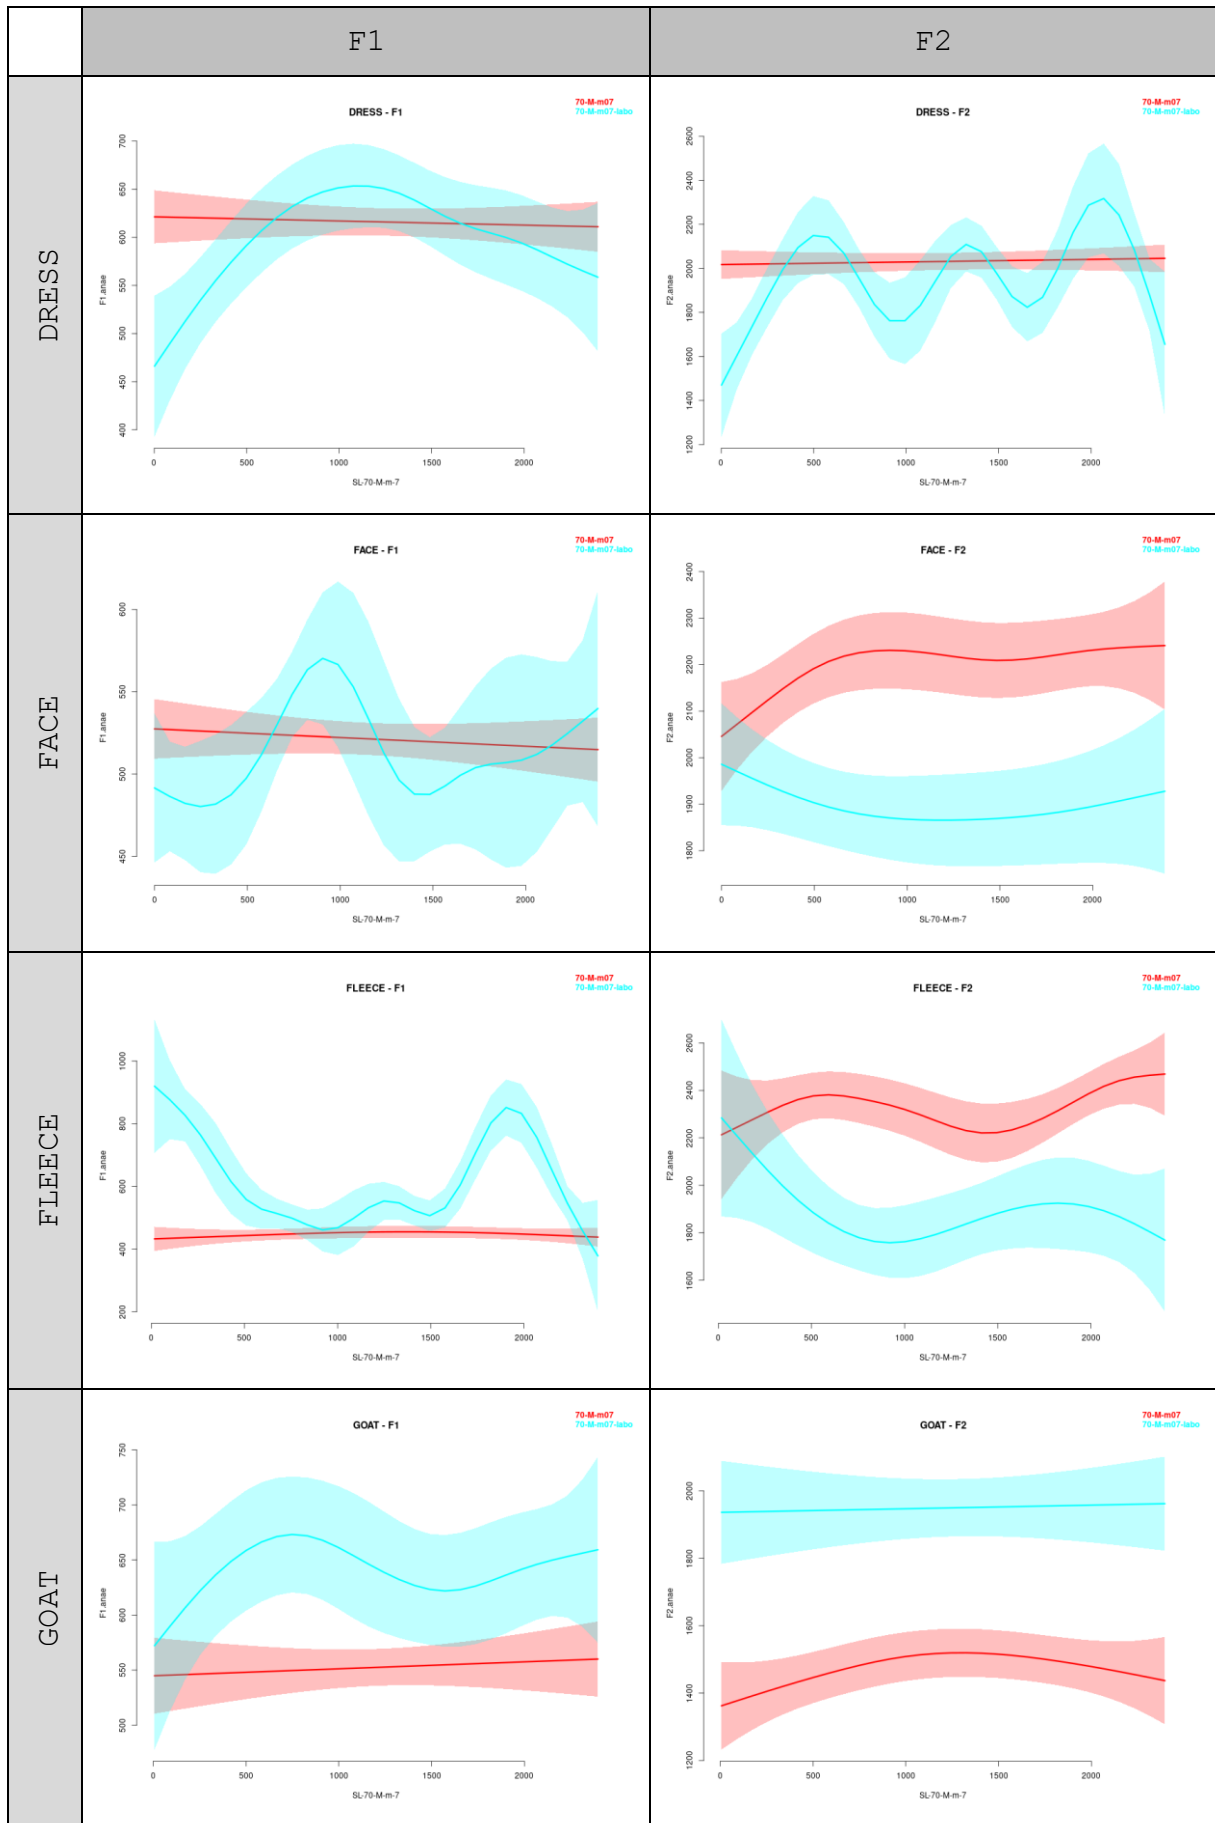 F1
F2
DRESS
DRESS - F1
70-M-m07
70-M-m07-labo
F1.anae
700
650
600
550
500
450
400
0 500 1000 1500 2000
SL-70-M-m-7
DRESS - F2
70-M-m07
70-M-m07-labo
F2.anae
2600
2400
2200
2000
1800
1600
1400
1200
0 500 1000 1500 2000
SL-70-M-m-7
FACE
FACE - F1
70-M-m07
70-M-m07-labo
F1.anae
600
550
500
450
0 500 1000 1500 2000
SL-70-M-m-7
FACE - F2
70-M-m07
70-M-m07-labo
F2.anae
2400
2300
2200
2100
2000
1900
1800
0 500 1000 1500 2000
SL-70-M-m-7
FLEECE
FLEECE - F1
70-M-m07
70-M-m07-labo
F1.anae
1000
800
600
400
200
0 500 1000 1500 2000
SL-70-M-m-7
FLEECE - F2
70-M-m07
70-M-m07-labo
F2.anae
2600
2400
2200
2000
1800
1600
0 500 1000 1500 2000
SL-70-M-m-7
GOAT
GOAT - F1
70-M-m07
70-M-m07-labo
F1.anae
750
700
650
600
550
500
0 500 1000 1500 2000
SL-70-M-m-7
GOAT - F2
70-M-m07
70-M-m07-labo
F2.anae
2000
1800
1600
1400
1200
0 500 1000 1500 2000
SL-70-M-m-7